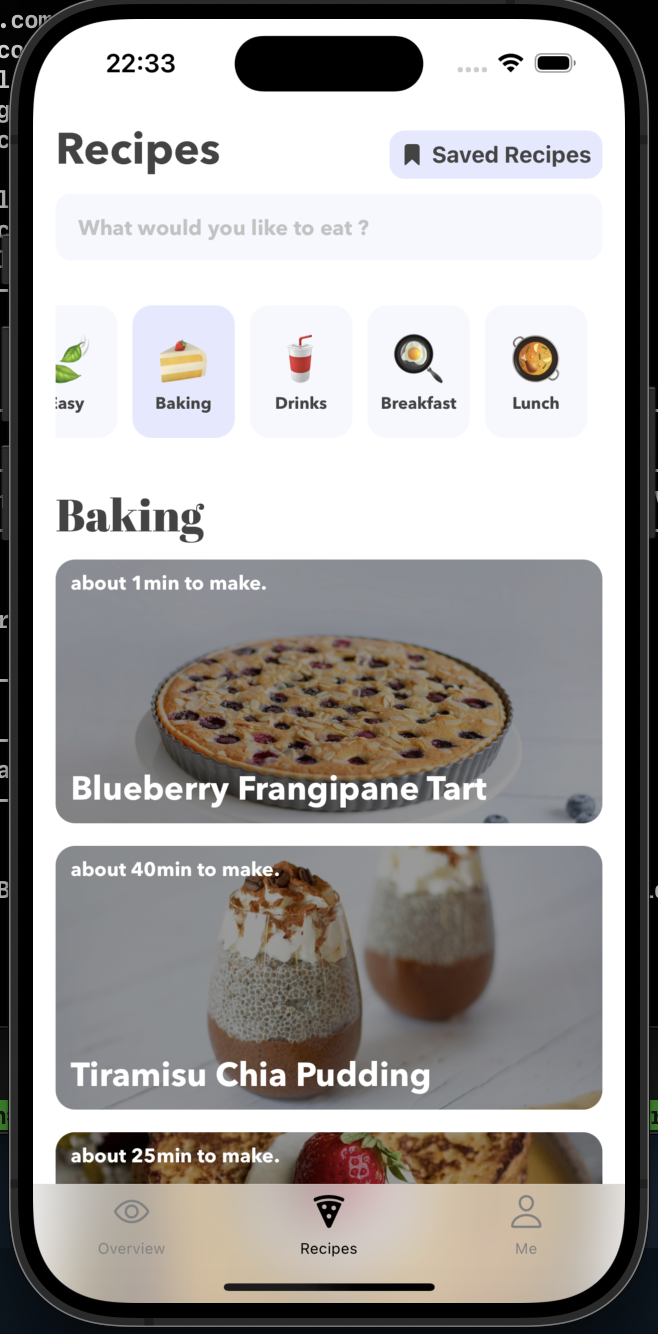 22:33
Recipes
Saved Recipes
What would you like to eat ?
Easy
Baking
Drinks
Breakfast
Lunch
Baking
about 1min to make.
Blueberry Frangipane Tart
about 40min to make.
Tiramisu Chia Pudding
about 25min to make.
Overview
Recipes
Me